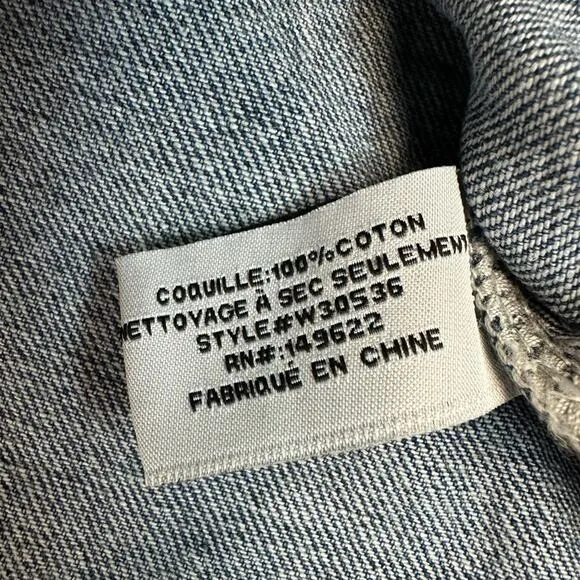 COQUILLE:100%COTON
NETTOYAGE À SEC SEULEMENT
STYLE#W30536
RN#:149622
FABRIQUÉ EN CHINE